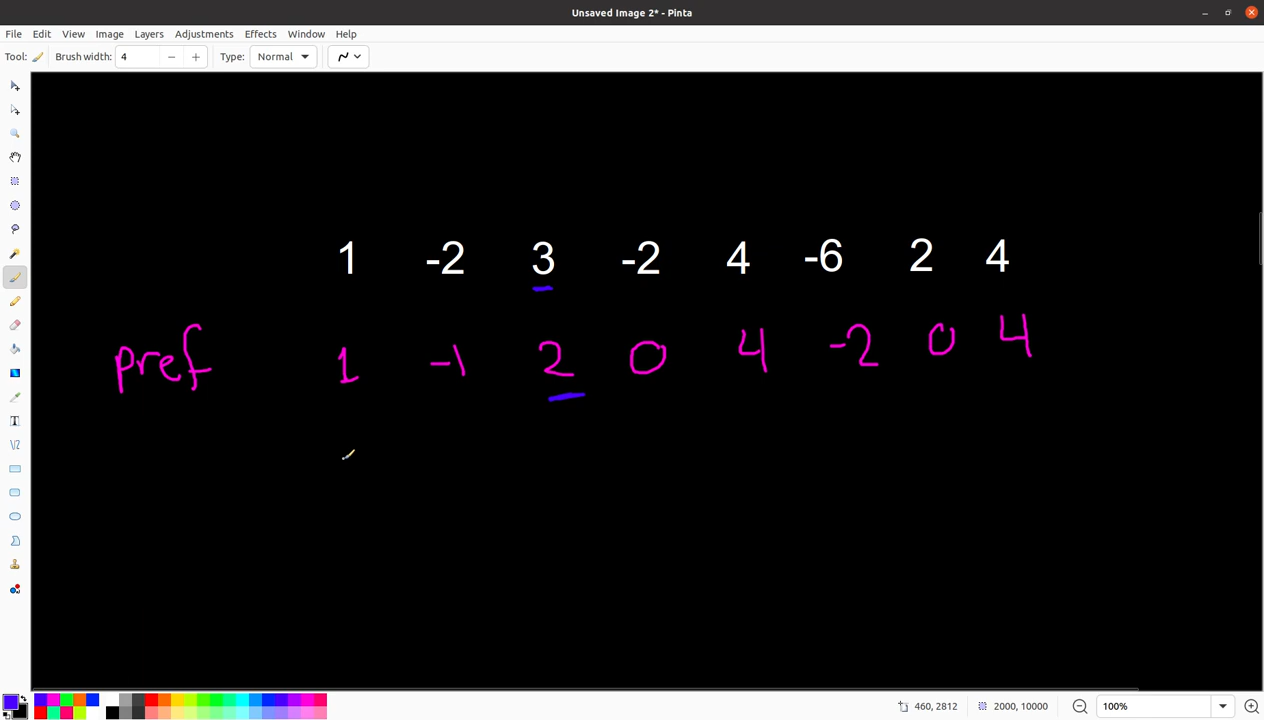 Unsaved Image 2* - Pinta
File Edit View Image Layers Adjustments Effects Window Help
Tool: Brush width: 4 Type: Normal
1 -2 3 -2 4 -6 2 4
pref 1 -1 2 0 4 -2 0 4
460, 2812 2000, 10000 100%